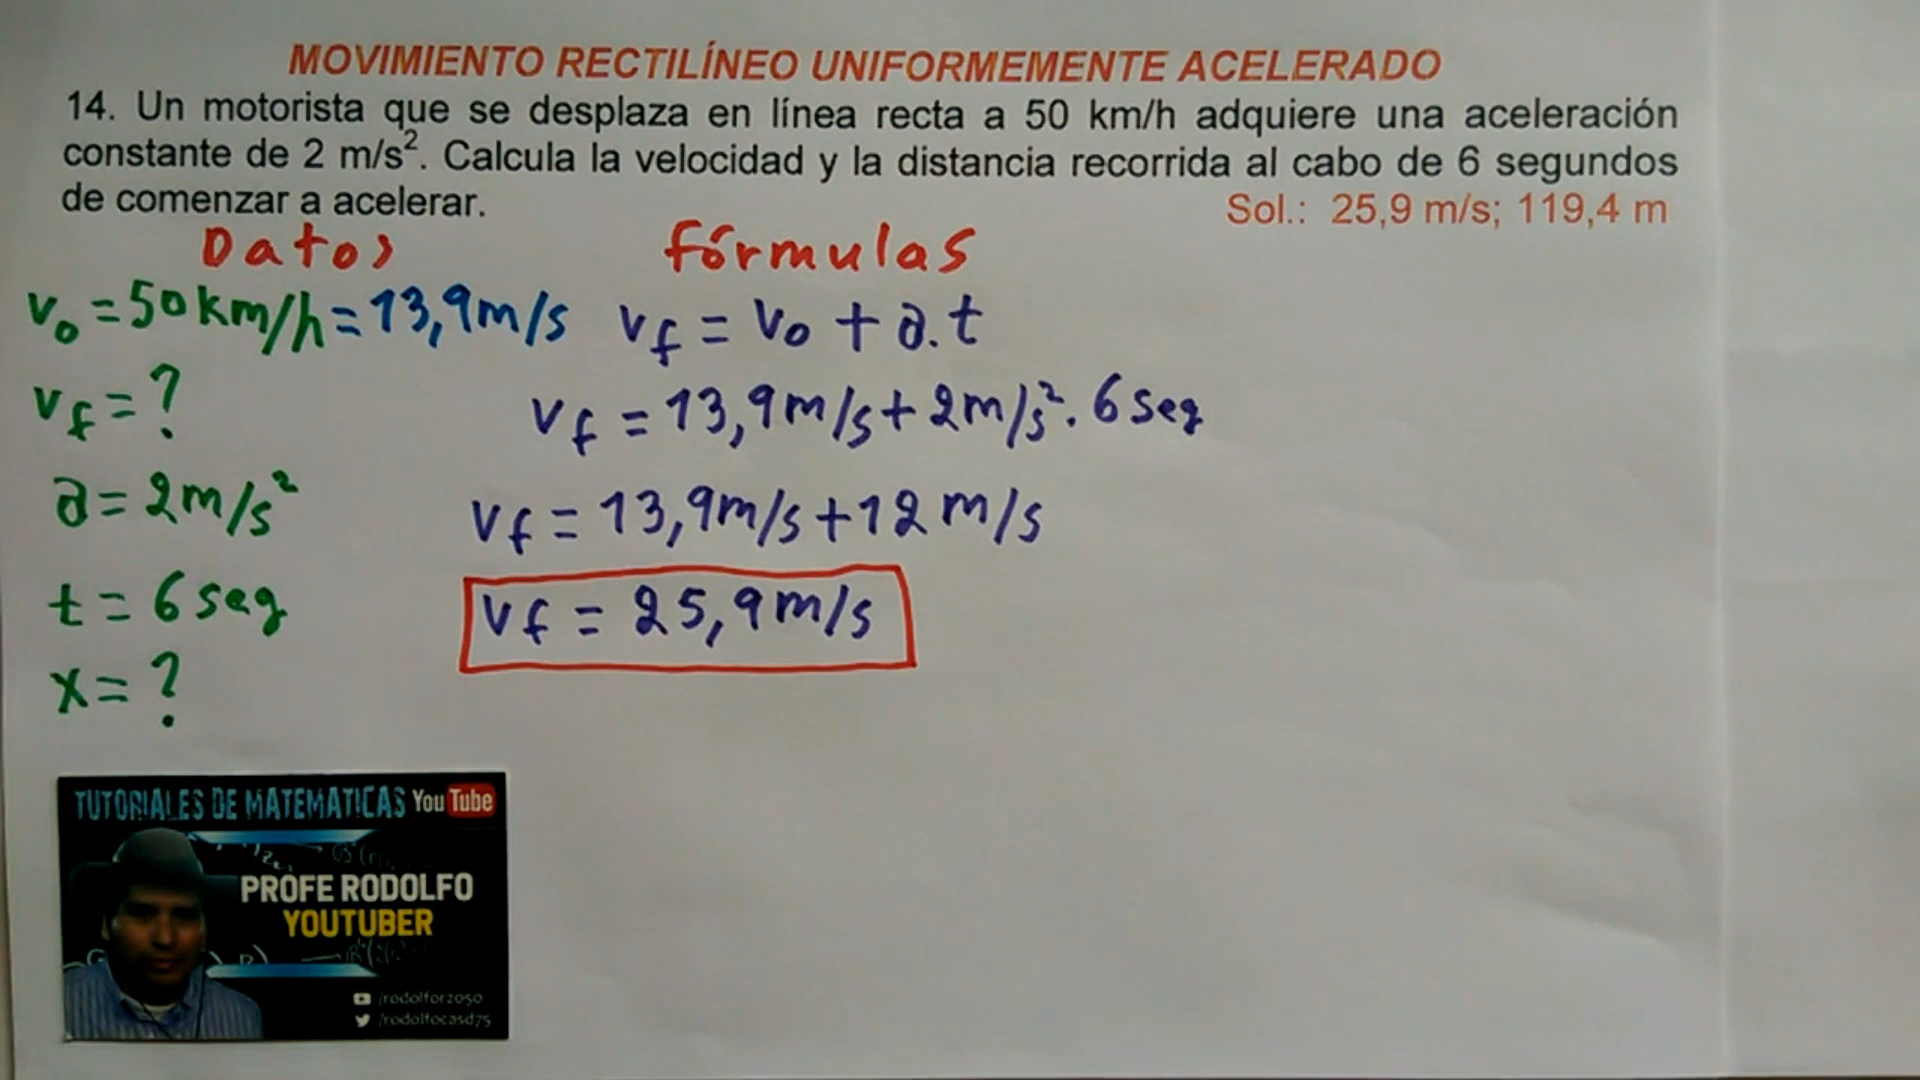 MOVIMIENTO RECTILÍNEO UNIFORMEMENTE ACELERADO
14. Un motorista que se desplaza en línea recta a 50 km/h adquiere una aceleración
constante de 2 m/s². Calcula la velocidad y la distancia recorrida al cabo de 6 segundos
de comenzar a acelerar.
Sol.: 25,9 m/s; 119,4 m
Datos
v₀ = 50 km/h = 13,9 m/s
vf = ?
a = 2 m/s²
t = 6 seg
x = ?
fórmulas
vf = v₀ + a.t
vf = 13,9 m/s + 2 m/s² . 6 seg
vf = 13,9 m/s + 12 m/s
vf = 25,9 m/s
TUTORIALES DE MATEMATICAS YouTube
PROFE RODOLFO
YOUTUBER
/rodolfor2050
/rodolfocasd75